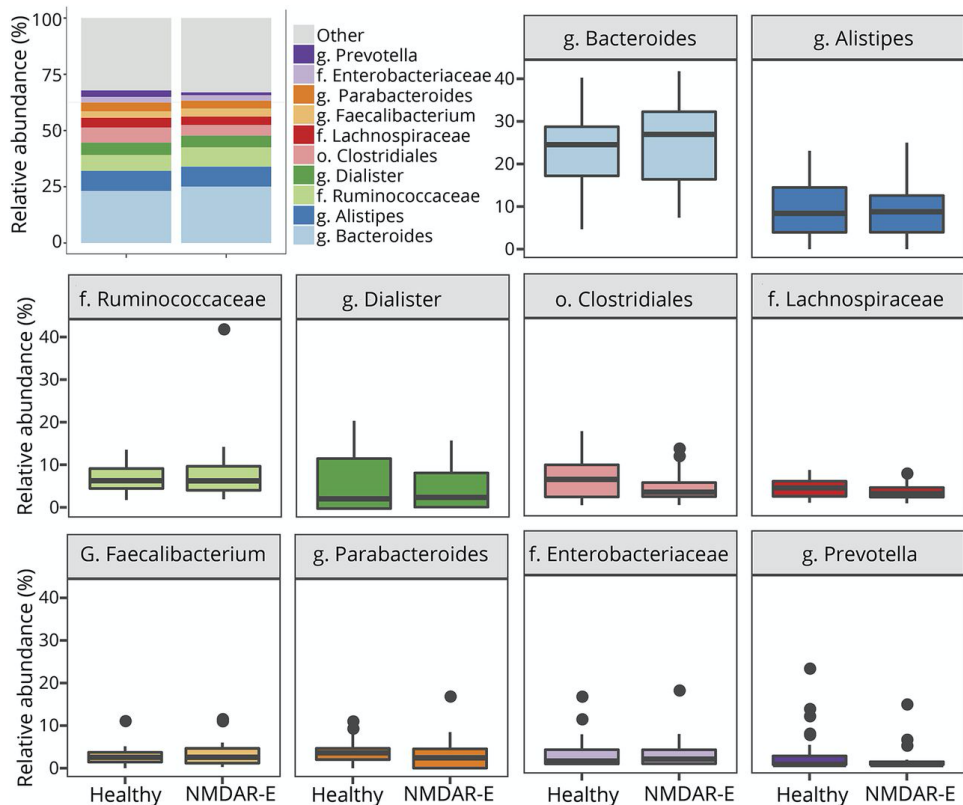 Relative abundance (%)
100
75
50
25
0
Other
g. Prevotella
f. Enterobacteriaceae
g. Parabacteroides
g. Faecalibacterium
f. Lachnospiraceae
o. Clostridiales
g. Dialister
f. Ruminococcaceae
g. Alistipes
g. Bacteroides
g. Bacteroides
g. Alistipes
40
30
20
10
0
f. Ruminococcaceae
g. Dialister
o. Clostridiales
f. Lachnospiraceae
Relative abundance (%)
40
30
20
10
0
G. Faecalibacterium
g. Parabacteroides
f. Enterobacteriaceae
g. Prevotella
Relative abundance (%)
40
30
20
10
0
Healthy NMDAR-E
Healthy NMDAR-E
Healthy NMDAR-E
Healthy NMDAR-E